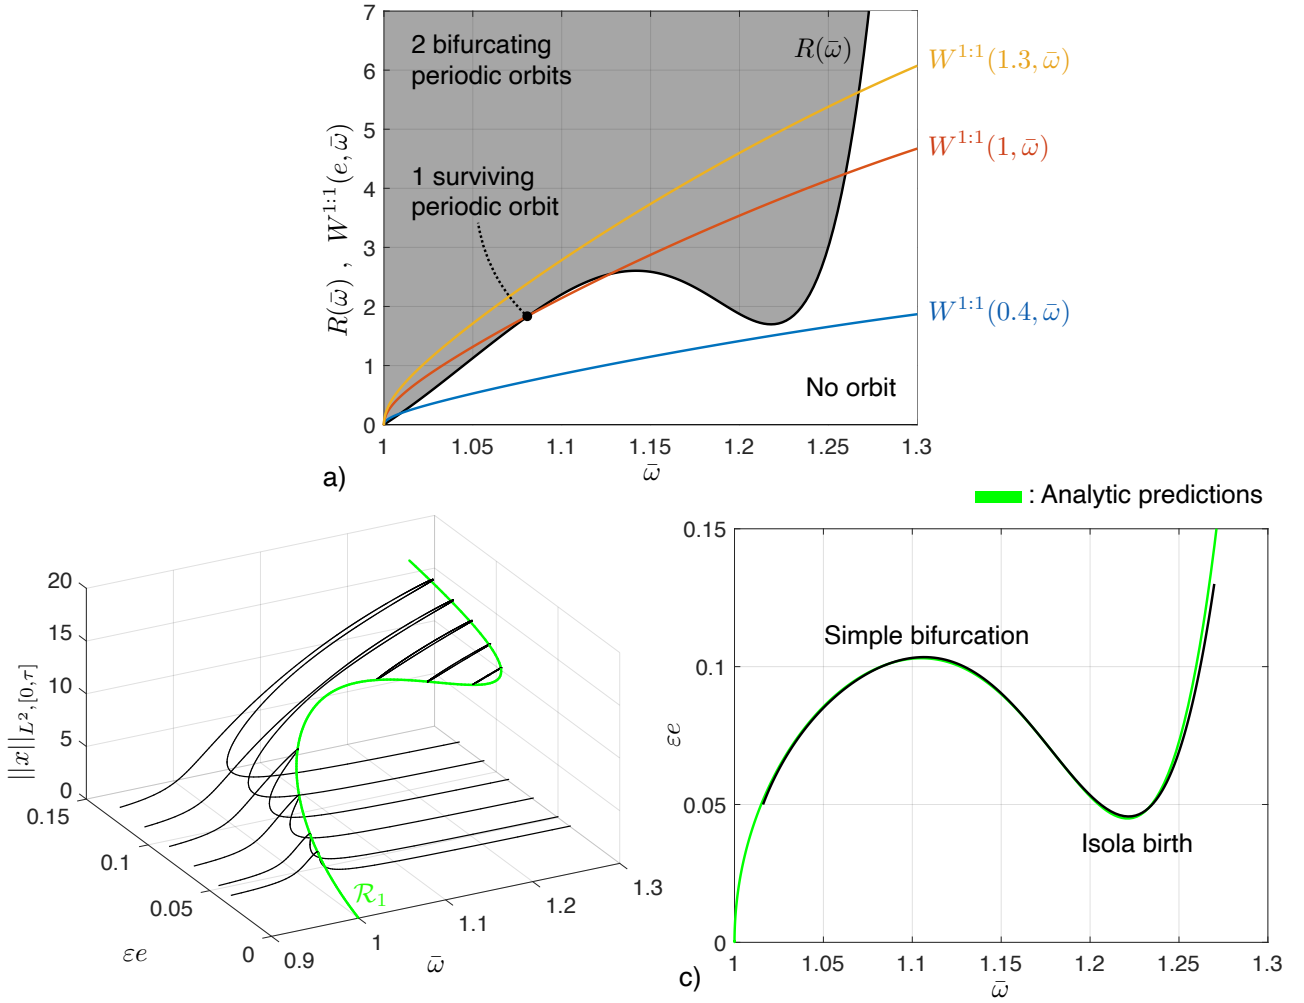 7
6
5
4
3
2
1
0
R(ω̄) , W^{1:1}(e, ω̄)
2 bifurcating
periodic orbits
1 surviving
periodic orbit
R(ω̄)
W^{1:1}(1.3, ω̄)
W^{1:1}(1, ω̄)
W^{1:1}(0.4, ω̄)
No orbit
1 1.05 1.1 1.15 1.2 1.25 1.3
ω̄
a)
: Analytic predictions
20
15
10
5
0
||x||_{L^2,[0,τ]}
0.15
0.1
0.05
0
εe
0.9
1
1.1
1.2
1.3
ω̄
ℛ₁
c)
0.15
0.1
0.05
0
εe
Simple bifurcation
Isola birth
1 1.05 1.1 1.15 1.2 1.25 1.3
ω̄